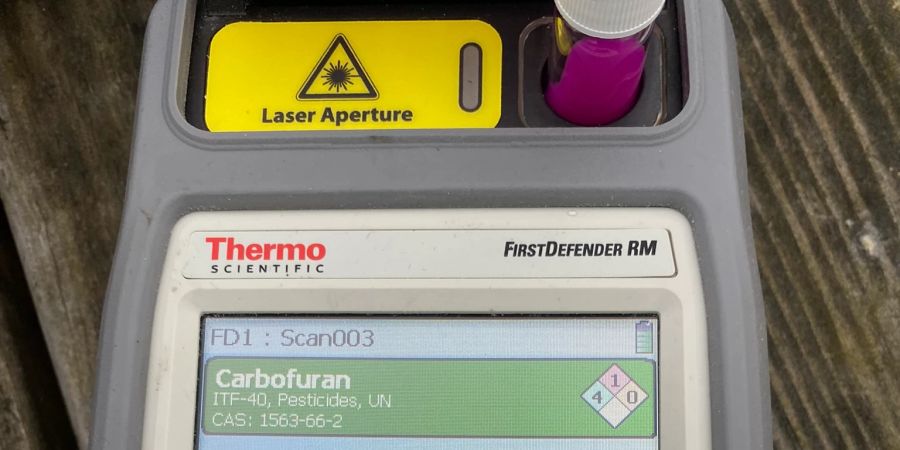 Laser Aperture
Thermo
SCIENTIFIC
FIRSTDEFENDER RM
FD1 : Scan003
Carbofuran
ITF-40, Pesticides, UN
CAS: 1563-66-2
1
4 0